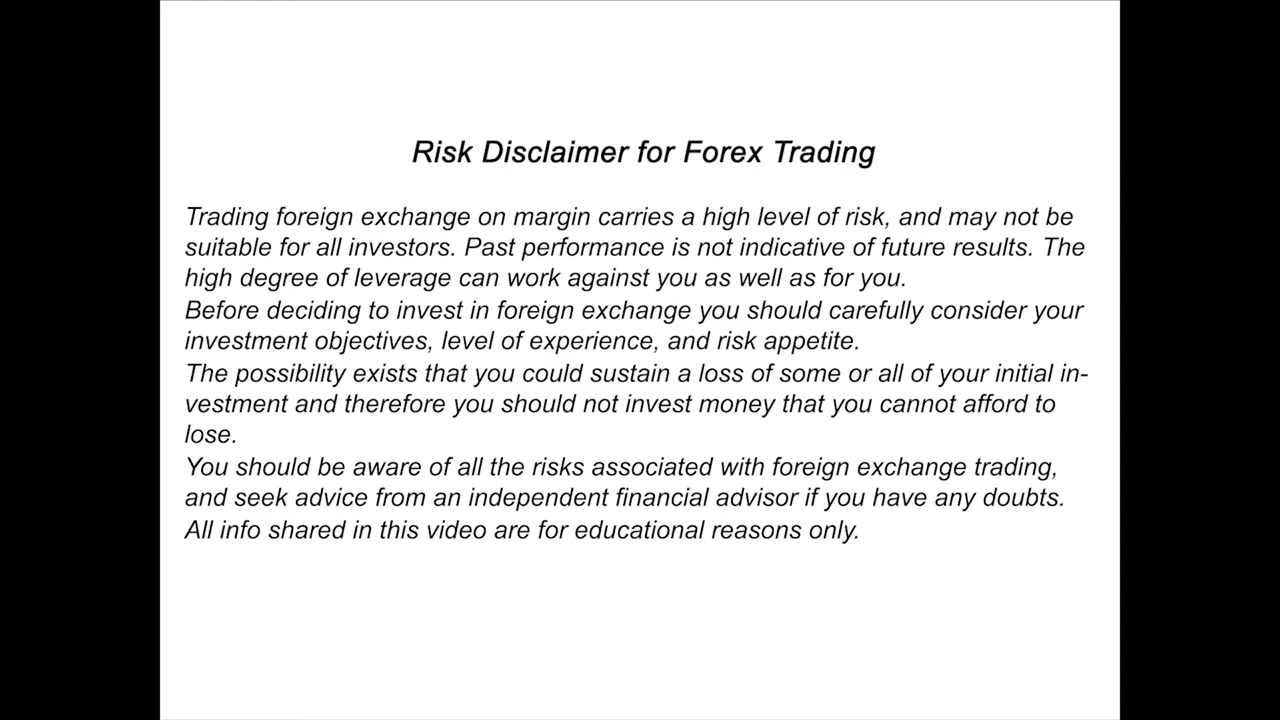 Risk Disclaimer for Forex Trading
Trading foreign exchange on margin carries a high level of risk, and may not be
suitable for all investors. Past performance is not indicative of future results. The
high degree of leverage can work against you as well as for you.
Before deciding to invest in foreign exchange you should carefully consider your
investment objectives, level of experience, and risk appetite.
The possibility exists that you could sustain a loss of some or all of your initial in-
vestment and therefore you should not invest money that you cannot afford to
lose.
You should be aware of all the risks associated with foreign exchange trading,
and seek advice from an independent financial advisor if you have any doubts.
All info shared in this video are for educational reasons only.